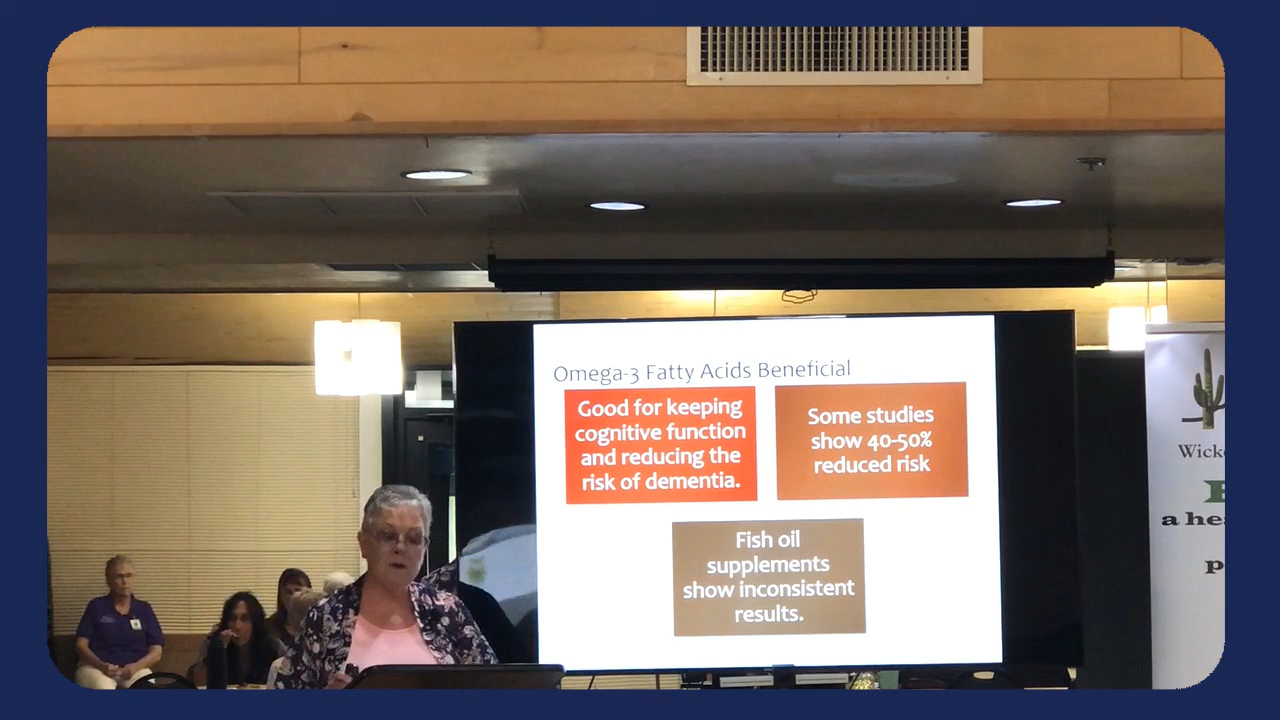 Omega-3 Fatty Acids Beneficial
Good for keeping
cognitive function
and reducing the
risk of dementia.
Some studies
show 40-50%
reduced risk
Fish oil
supplements
show inconsistent
results.
a